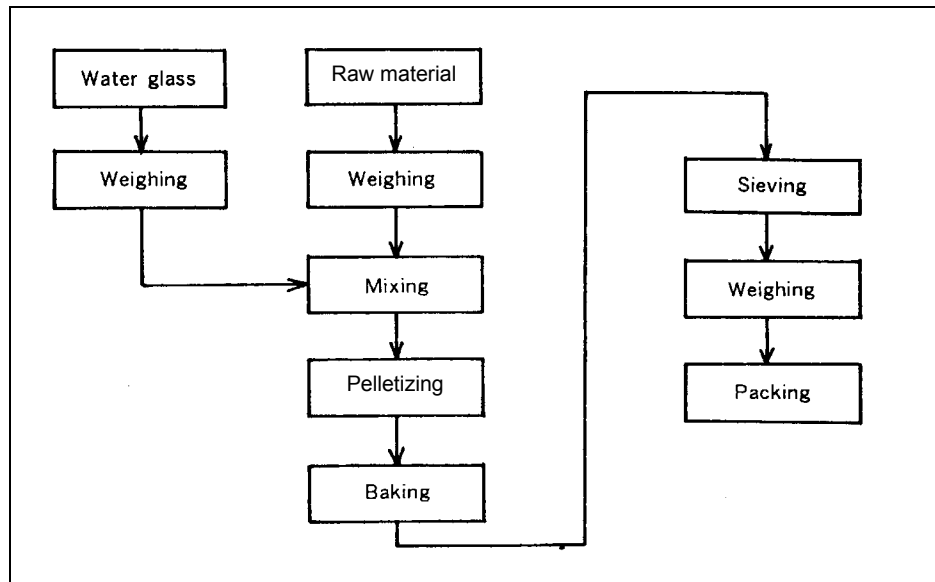 Water glass
Weighing
Raw material
Weighing
Mixing
Pelletizing
Baking
Sieving
Weighing
Packing